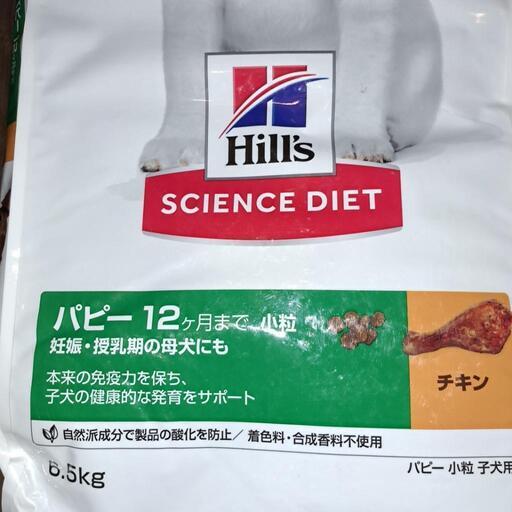 Hill's
SCIENCE DIET
パピー 12ヶ月まで 小粒
妊娠・授乳期の母犬にも
本来の免疫力を保ち、
子犬の健康的な発育をサポート
チキン
自然派成分で製品の酸化を防止／着色料・合成香料不使用
6.5kg
パピー 小粒 子犬用